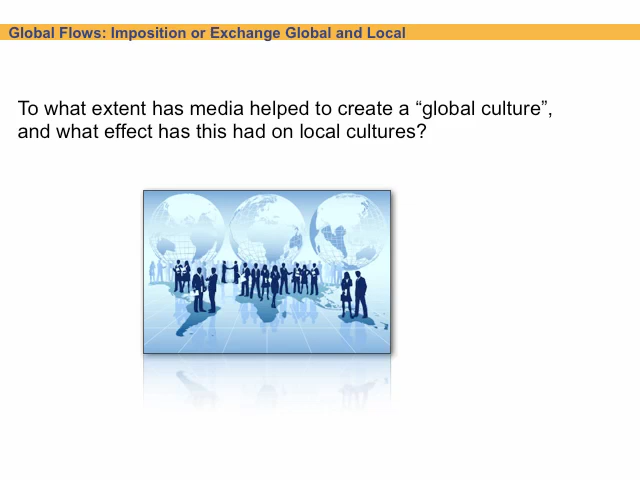 Global Flows: Imposition or Exchange Global and Local
To what extent has media helped to create a “global culture”,
and what effect has this had on local cultures?